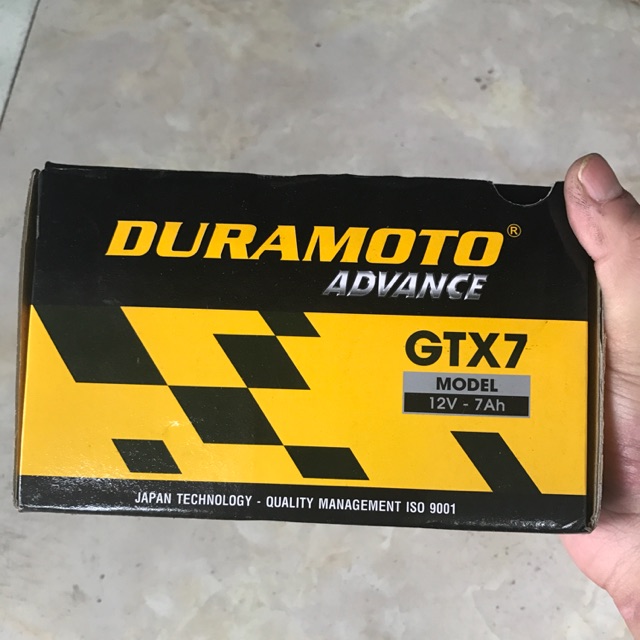 DURAMOTO®
ADVANCE
GTX7
MODEL
12V - 7Ah
JAPAN TECHNOLOGY - QUALITY MANAGEMENT ISO 9001